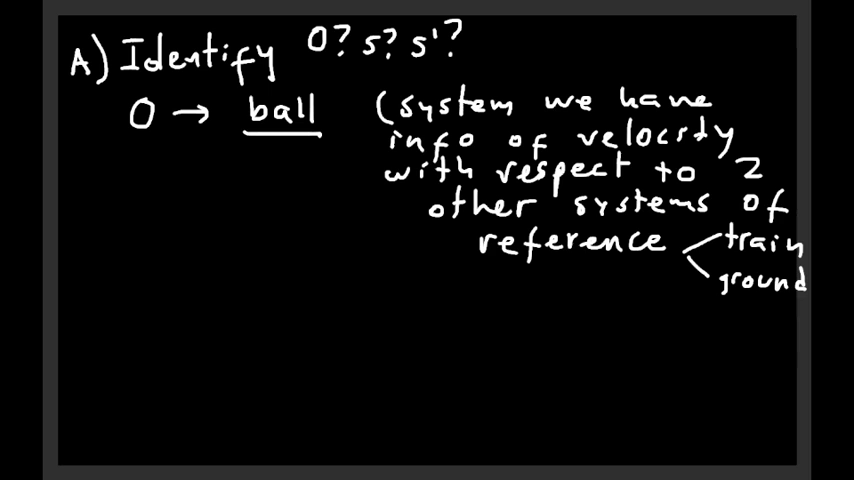 A) Identify O? S? S'?
O → ball (system we have
info of velocity
with respect to 2
other systems of
reference train
ground